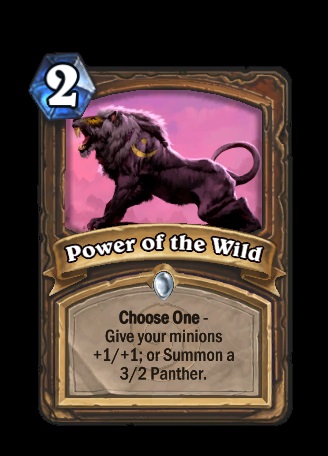 2
Power of the Wild
Choose One -
Give your minions
+1/+1; or Summon a
3/2 Panther.